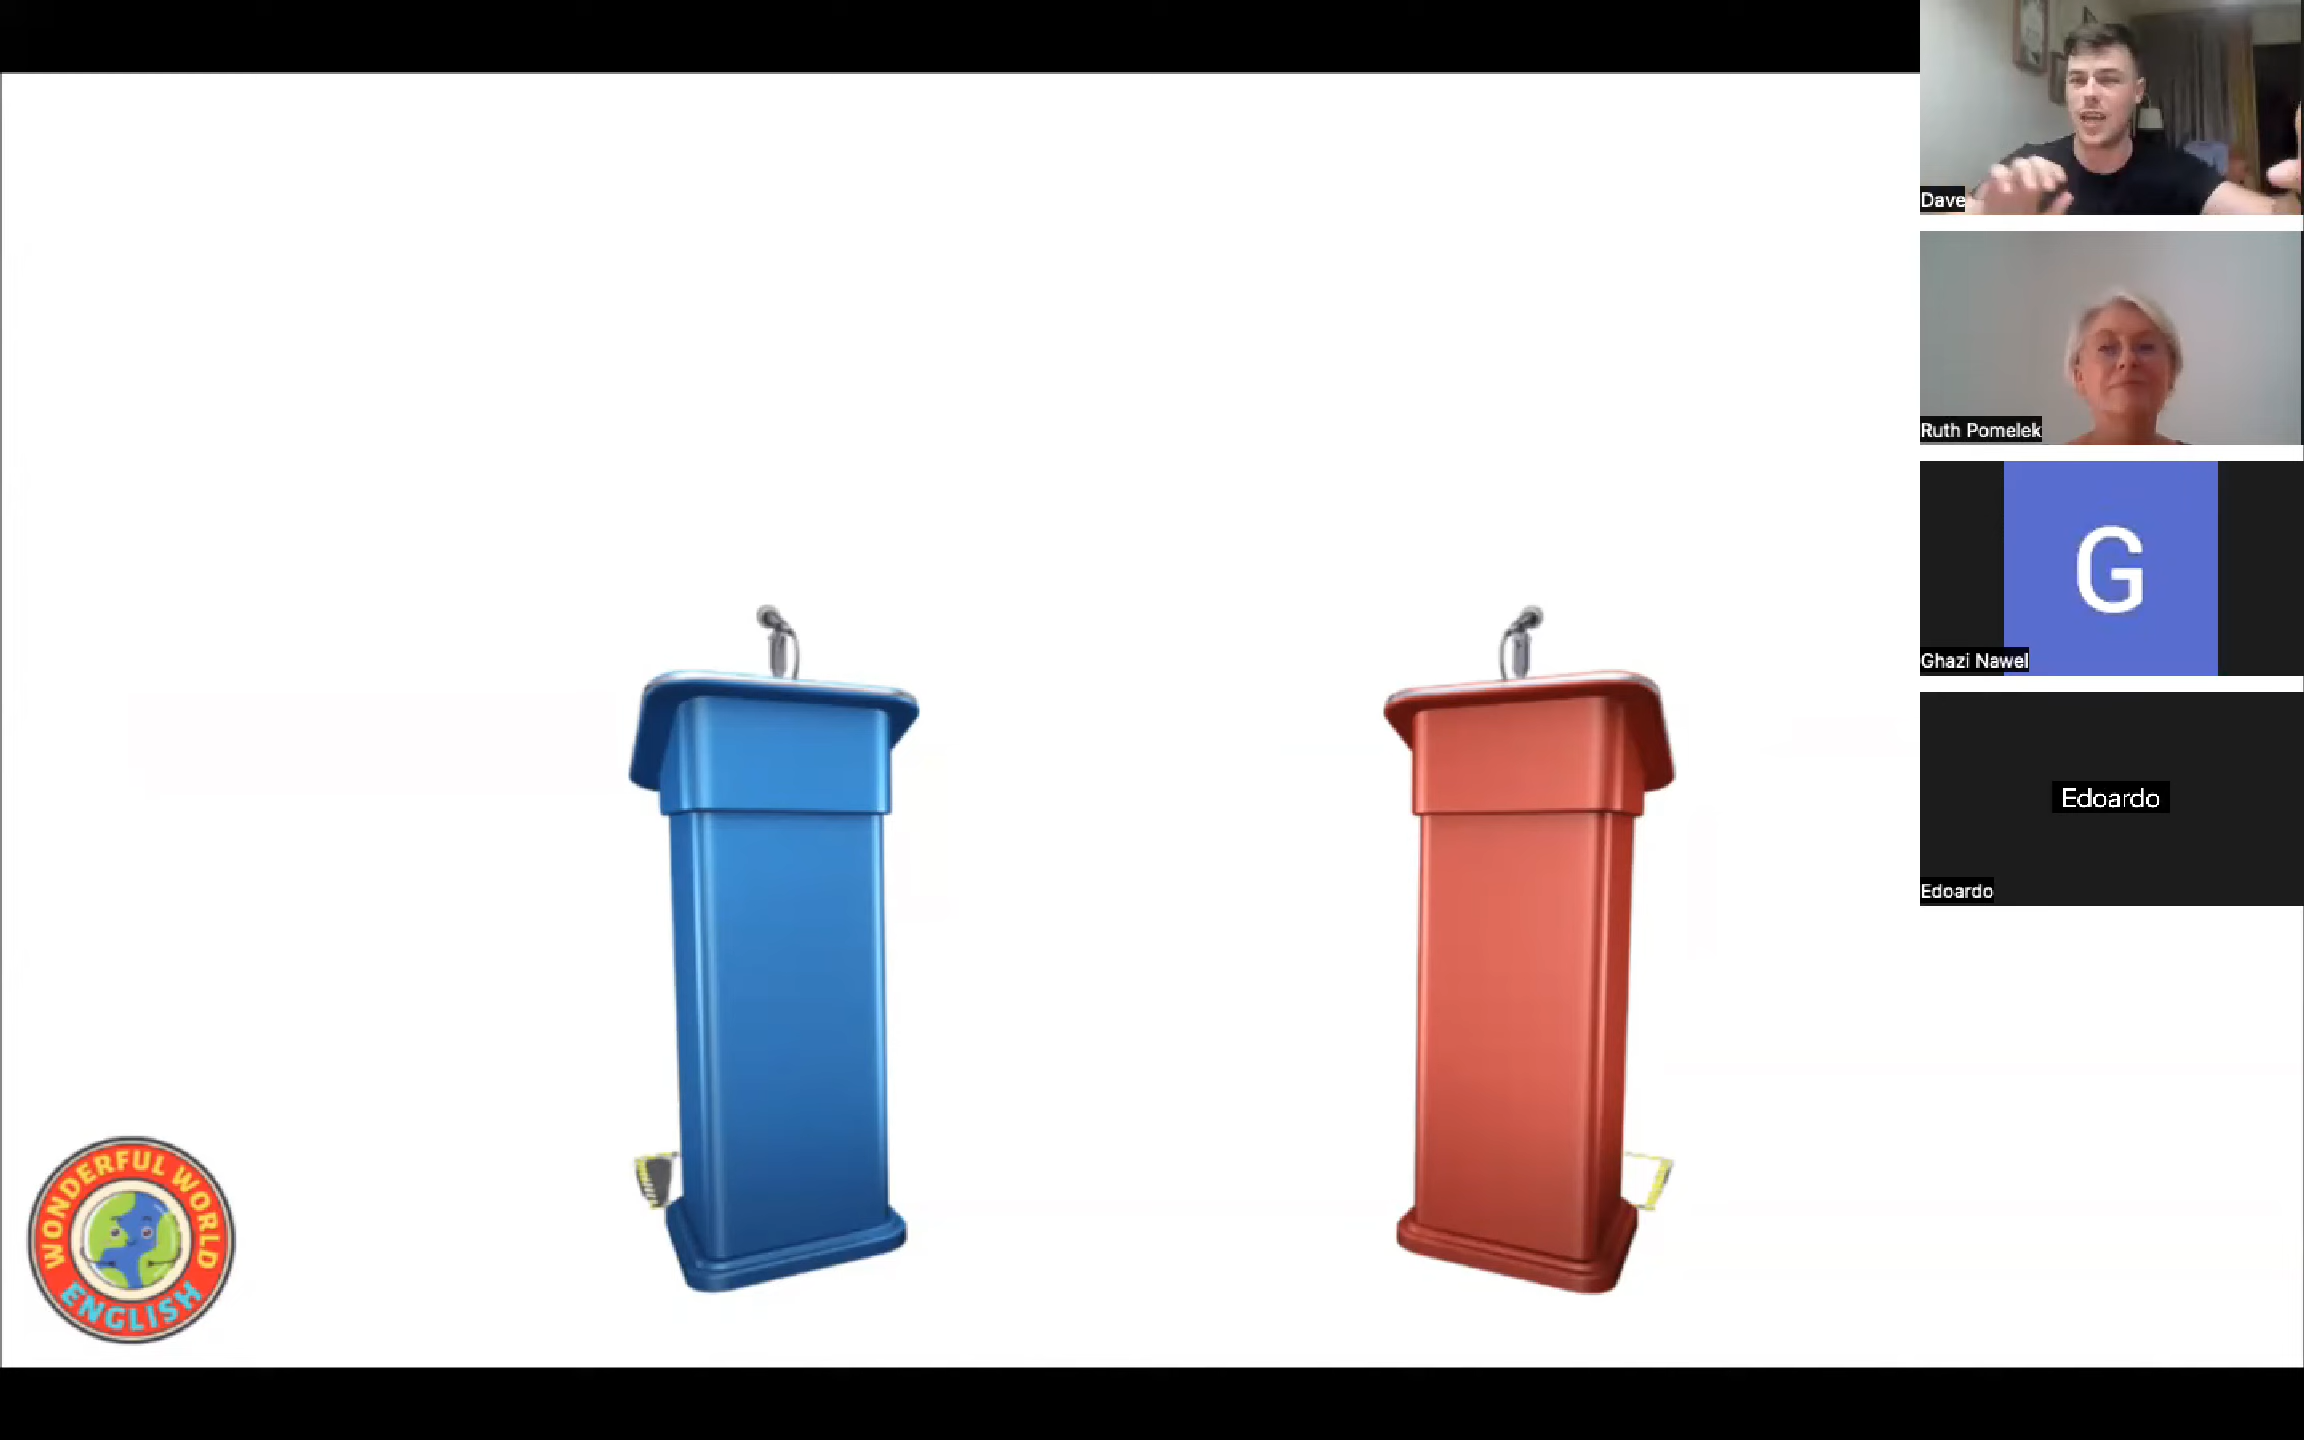 Dave
Ruth Pomelek
G
Ghazi Nawel
Edoardo
Edoardo
WONDERFUL WORLD
ENGLISH